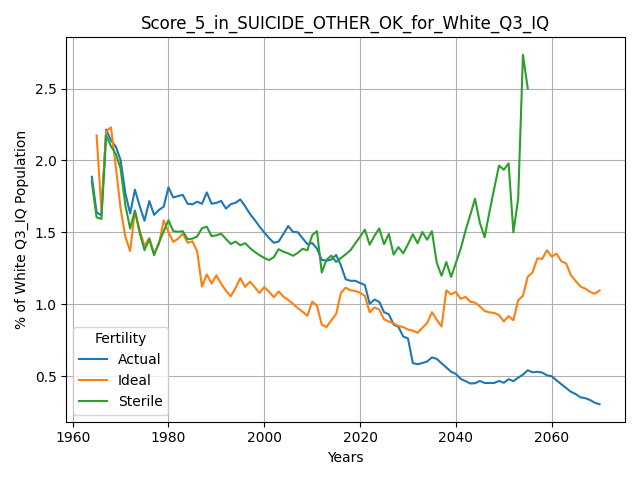 Score_5_in_SUICIDE_OTHER_OK_for_White_Q3_IQ
% of White Q3_IQ Population
2.5
2.0
1.5
1.0
0.5
Fertility
Actual
Ideal
Sterile
1960
1980
2000
2020
2040
2060
Years